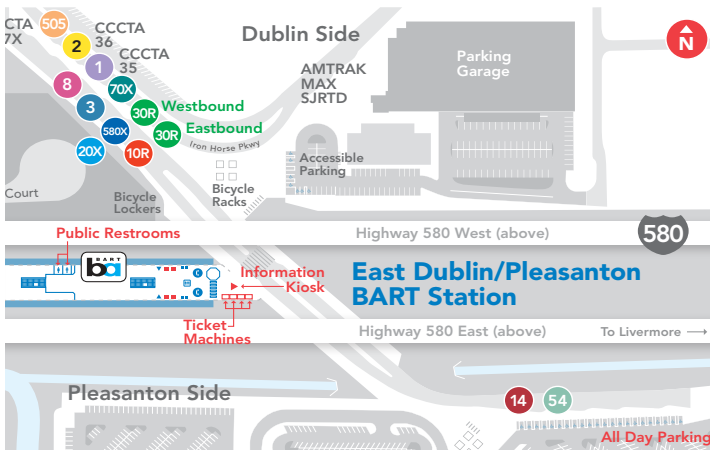 CTA
7X
505
CCCTA
36
2
CCCTA
35
1
8
70X
3
30R
Westbound
580X
30R
Eastbound
20X
10R
Iron Horse Pkwy
Dublin Side
AMTRAK
MAX
SJRTD
Parking
Garage
N
Accessible
Parking
Court
Bicycle
Lockers
Bicycle
Racks
Public Restrooms
Highway 580 West (above)
580
BART
ba
Information
Kiosk
East Dublin/Pleasanton
BART Station
Ticket
Machines
Highway 580 East (above)
To Livermore
Pleasanton Side
14
54
All Day Parking